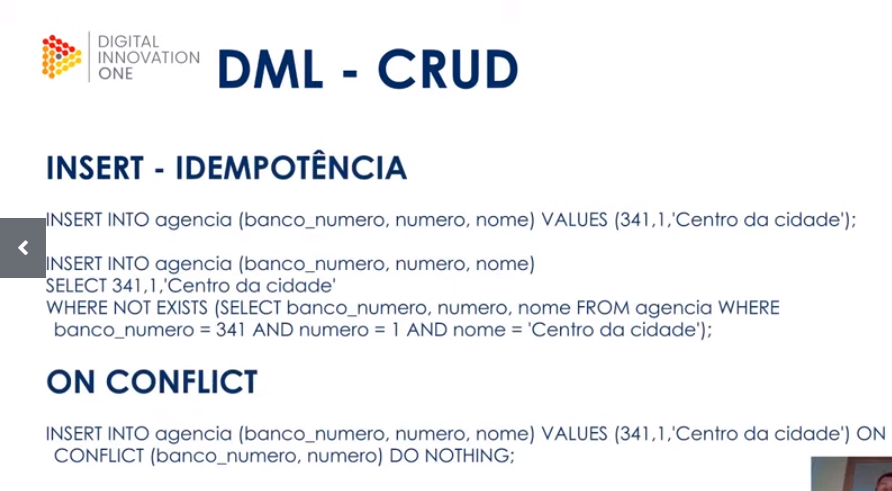 DIGITAL
INNOVATION
ONE
DML - CRUD
INSERT - IDEMPOTÊNCIA
INSERT INTO agencia (banco_numero, numero, nome) VALUES (341,1,'Centro da cidade');
INSERT INTO agencia (banco_numero, numero, nome)
SELECT 341,1,'Centro da cidade'
WHERE NOT EXISTS (SELECT banco_numero, numero, nome FROM agencia WHERE
banco_numero = 341 AND numero = 1 AND nome = 'Centro da cidade');
ON CONFLICT
INSERT INTO agencia (banco_numero, numero, nome) VALUES (341,1,'Centro da cidade') ON
CONFLICT (banco_numero, numero) DO NOTHING;